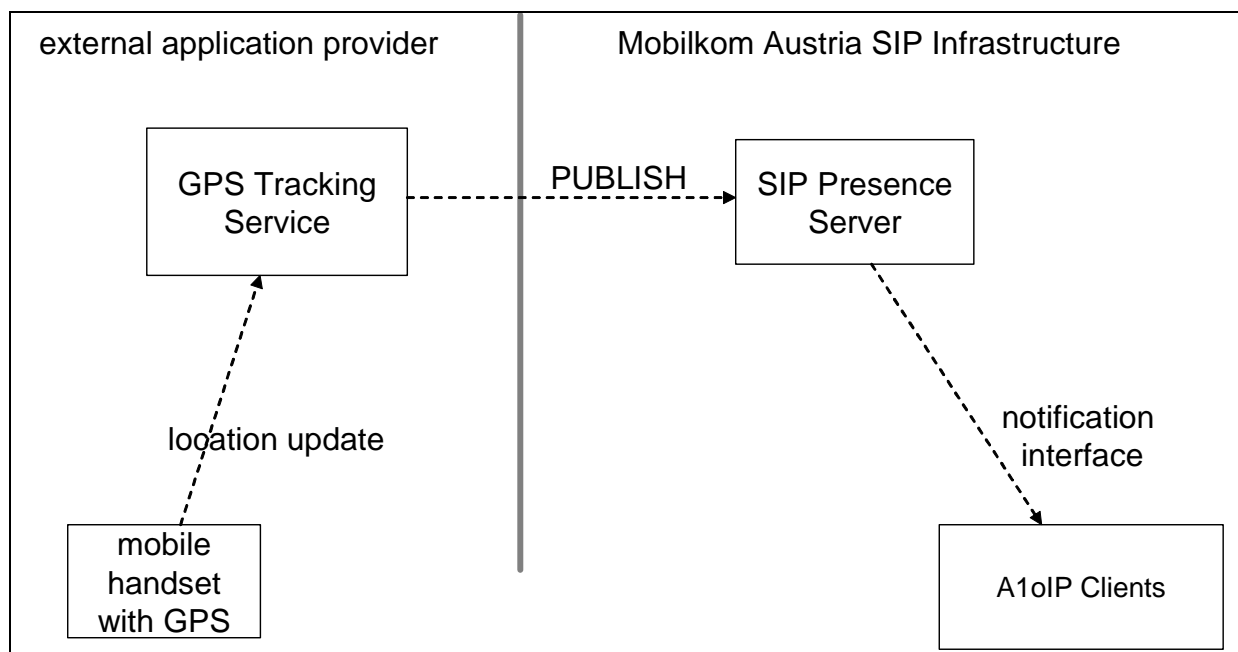 external application provider
Mobilkom Austria SIP Infrastructure
GPS Tracking
Service
PUBLISH
SIP Presence
Server
location update
notification
interface
mobile
handset
with GPS
A1oIP Clients